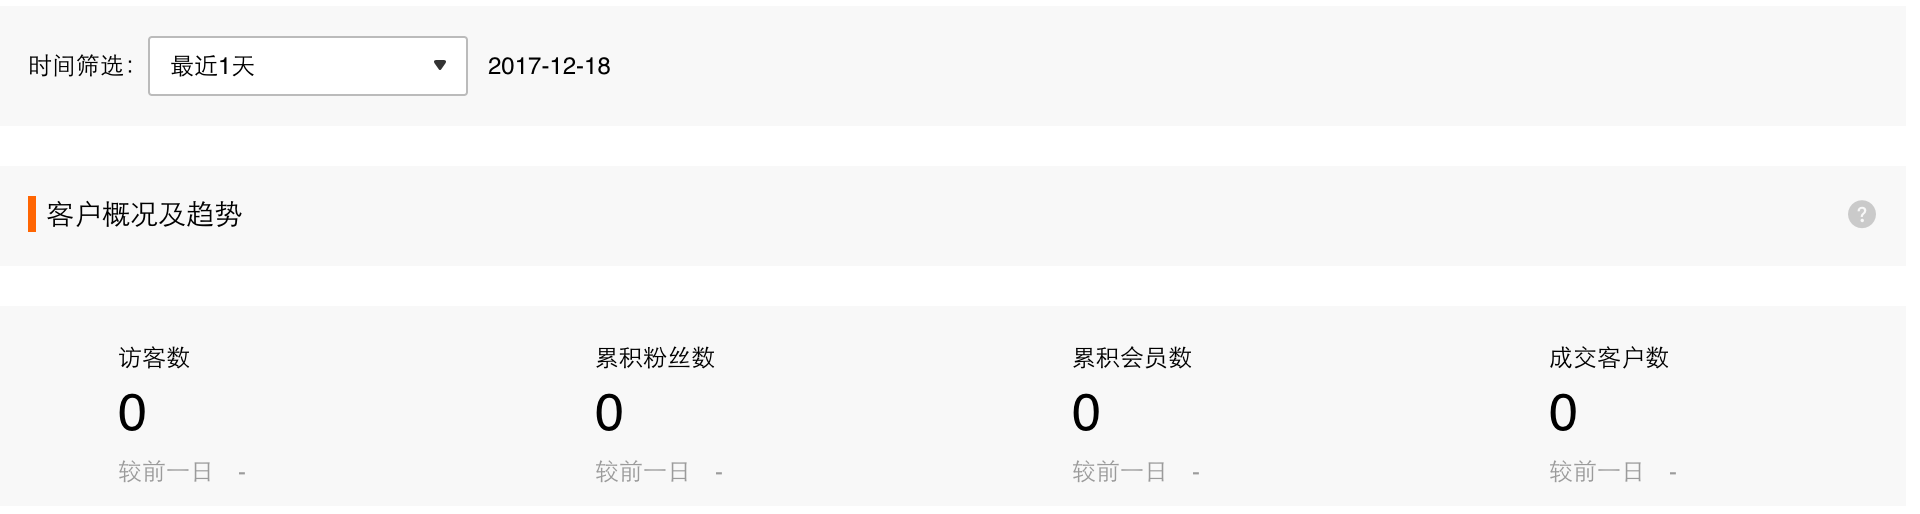 时间筛选： 最近1天 2017-12-18
客户概况及趋势 ?
访客数 累积粉丝数 累积会员数 成交客户数
0 0 0 0
较前一日 - 较前一日 - 较前一日 - 较前一日 -